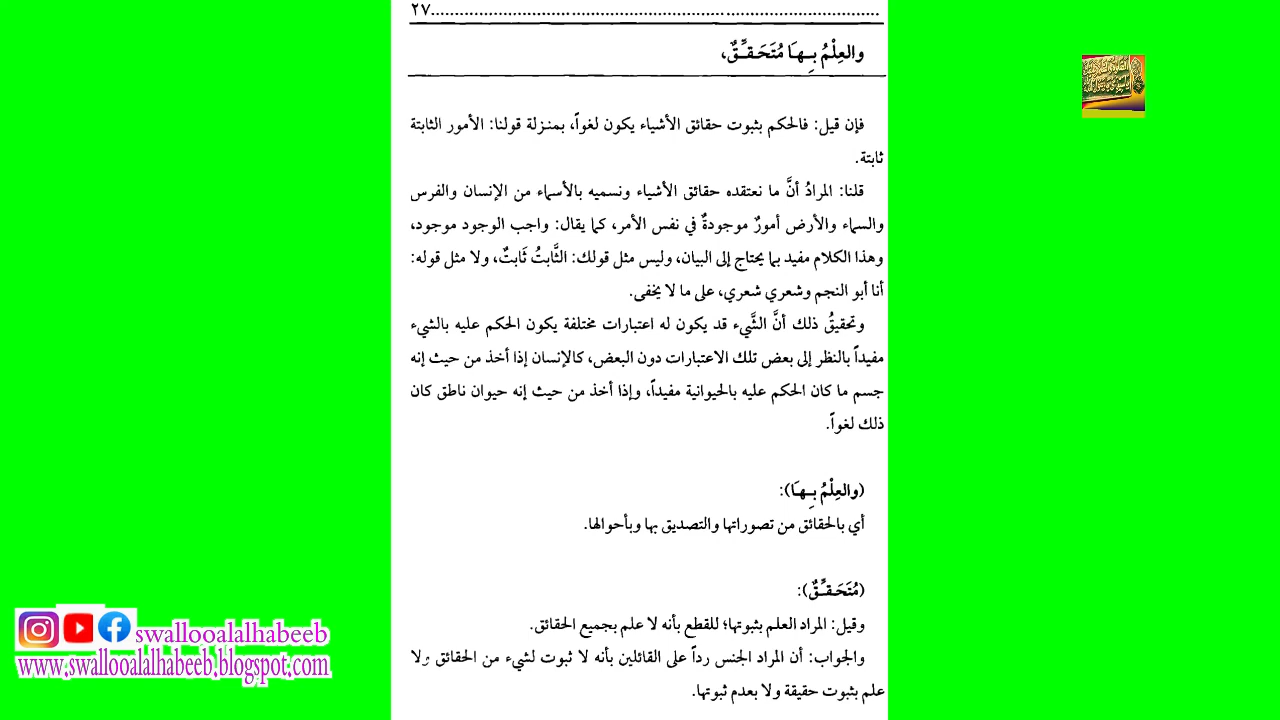 ٢٧
والعِلْمُ بِـهَا مُتَحَـقِّـقٌ،
فإن قيل: فالحكم بثبوت حقائق الأشياء يكون لغواً، بمنـزلة قولنا: الأمور الثابتة
ثابتة.
قلنا: المرادُ أنَّ ما نعتقده حقائق الأشياء ونسميه بالأسماء من الإنسان والفرس
والسماء والأرض أمورٌ موجودةٌ في نفس الأمر، كما يقال: واجب الوجود موجود،
وهذا الكلام مفيد بما يحتاج إلى البيان، وليس مثل قولك: الثَّابتُ ثَابتٌ، ولا مثل قوله:
أنا أبو النجم وشعري شعري، على ما لا يخفى.
وتحقيقُ ذلك أنَّ الشَّيء قد يكون له اعتبارات مختلفة يكون الحكم عليه بالشيء
مفيداً بالنظر إلى بعض تلك الاعتبارات دون البعض، كالإنسان إذا أخذ من حيث إنه
جسم ما كان الحكم عليه بالحيوانية مفيداً، وإذا أخذ من حيث إنه حيوان ناطق كان
ذلك لغواً.
(والعِلْمُ بِـهَا):
أي بالحقائق من تصوراتها والتصديق بها وبأحوالها.
(مُتَحَـقِّـقٌ):
وقيل: المراد العلم بثبوتها؛ للقطع بأنه لا علم بجميع الحقائق.
والجواب: أن المراد الجنس رداً على القائلين بأنه لا ثبوت لشيء من الحقائق ولا
علم بثبوت حقيقة ولا بعدم ثبوتها.
swallooalalhabeeb
www.swallooalalhabeeb.blogspot.com